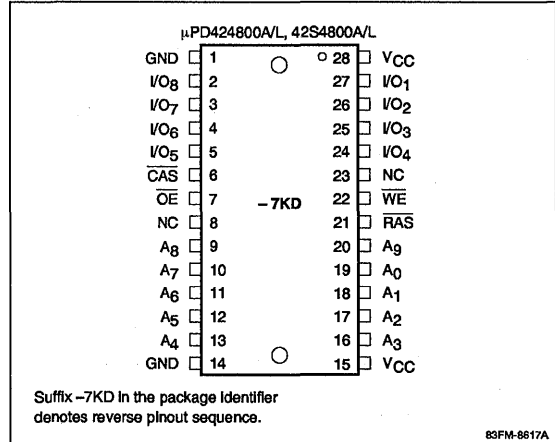 µPD424800A/L, 42S4800A/L
GND 1 28 VCC
I/O8 2 27 I/O1
I/O7 3 26 I/O2
I/O6 4 25 I/O3
I/O5 5 24 I/O4
CAS 6 23 NC
OE 7 22 WE
–7KD
NC 8 21 RAS
A8 9 20 A9
A7 10 19 A0
A6 11 18 A1
A5 12 17 A2
A4 13 16 A3
GND 14 15 VCC
Suffix –7KD in the package identifier
denotes reverse pinout sequence.
83FM-8617A